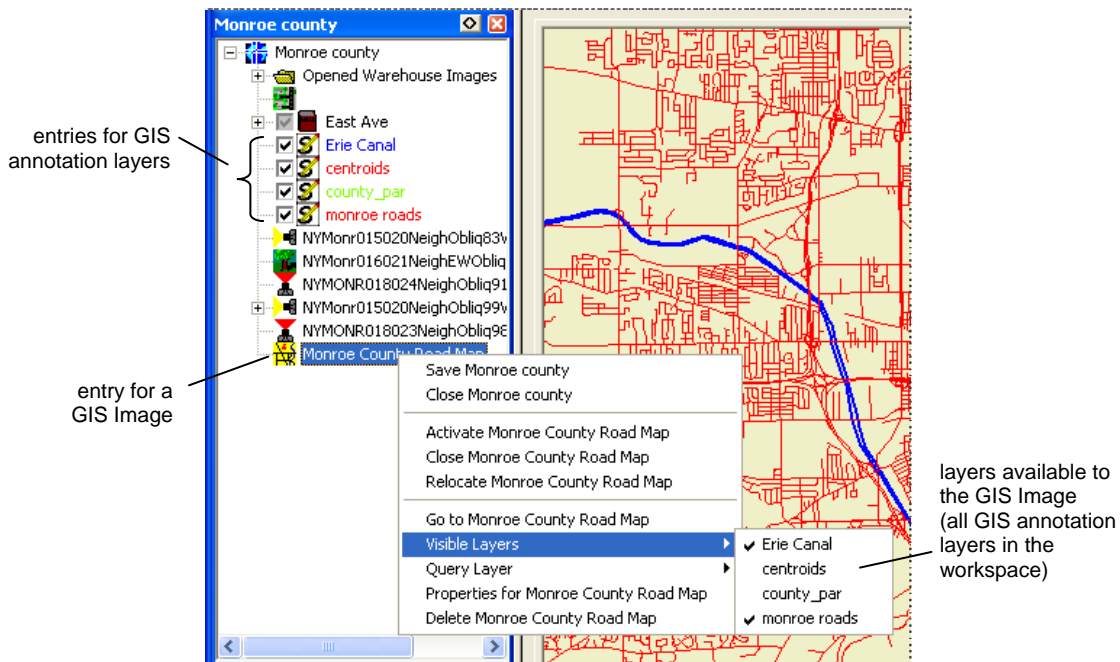 Monroe county
Monroe county
Opened Warehouse Images
East Ave
entries for GIS
annotation layers
Erie Canal
centroids
county_par
monroe roads
NYMonr015020NeighObliq83V
NYMonr016021NeighEWObliq
NYMONR018024NeighObliq91
NYMonr015020NeighObliq99V
NYMONR018023NeighObliq98
Monroe County Road Map
entry for a
GIS Image
Save Monroe county
Close Monroe county
Activate Monroe County Road Map
Close Monroe County Road Map
Relocate Monroe County Road Map
Go to Monroe County Road Map
Visible Layers
Query Layer
Properties for Monroe County Road Map
Delete Monroe County Road Map
Erie Canal
centroids
county_par
monroe roads
layers available to
the GIS Image
(all GIS annotation
layers in the
workspace)